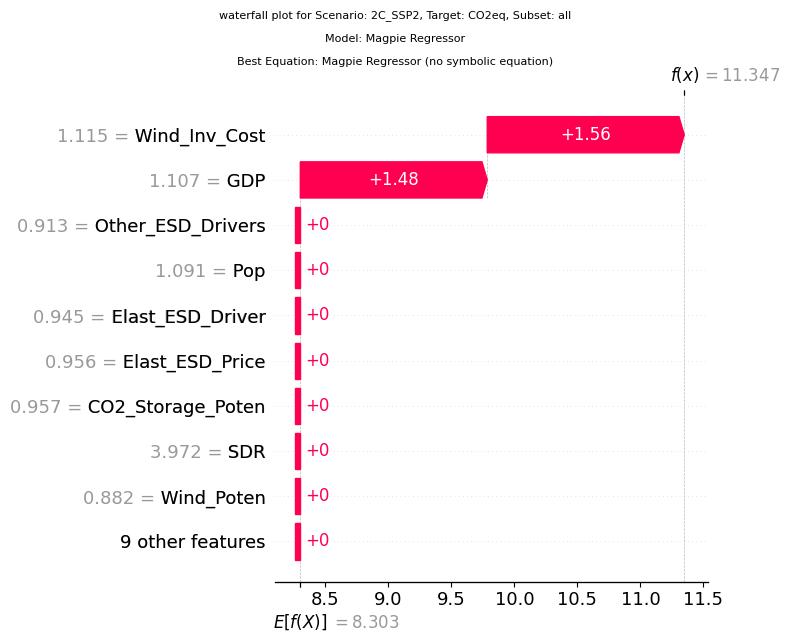 waterfall plot for Scenario: 2C_SSP2, Target: CO2eq, Subset: all
Model: Magpie Regressor
Best Equation: Magpie Regressor (no symbolic equation)
f(x) = 11.347
1.115 = Wind_Inv_Cost +1.56
1.107 = GDP +1.48
0.913 = Other_ESD_Drivers +0
1.091 = Pop +0
0.945 = Elast_ESD_Driver +0
0.956 = Elast_ESD_Price +0
0.957 = CO2_Storage_Poten +0
3.972 = SDR +0
0.882 = Wind_Poten +0
9 other features +0
8.5 9.0 9.5 10.0 10.5 11.0 11.5
E[f(X)] = 8.303